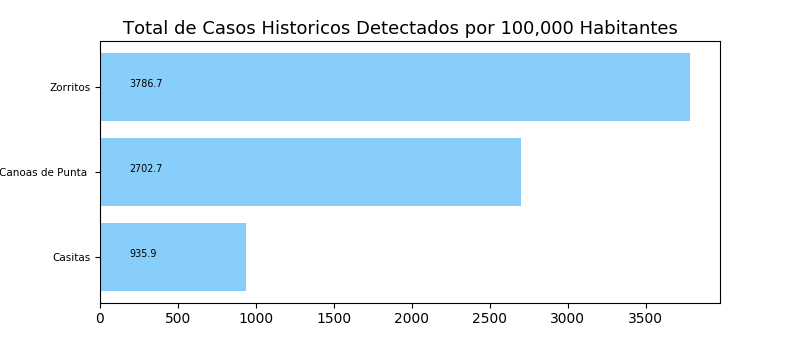 Total de Casos Historicos Detectados por 100,000 Habitantes
Zorritos
3786.7
Canoas de Punta
2702.7
Casitas
935.9
0 500 1000 1500 2000 2500 3000 3500